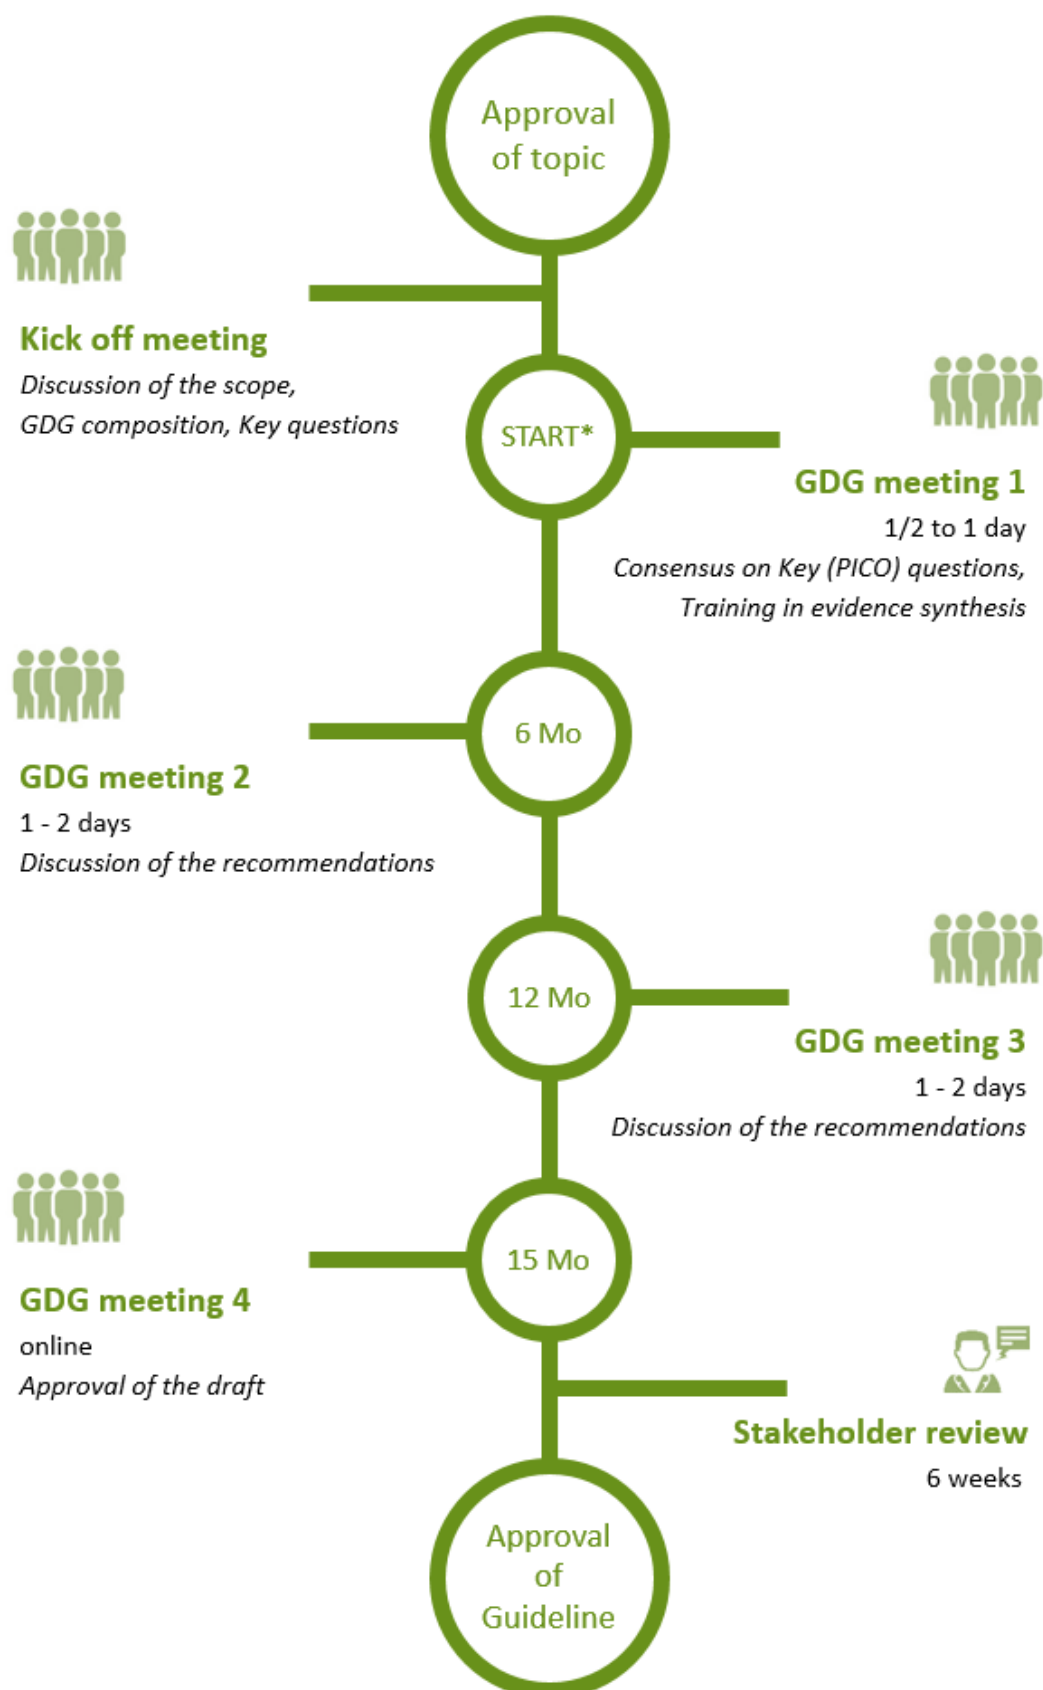 Approval
of topic
Kick off meeting
Discussion of the scope,
GDG composition, Key questions
START*
GDG meeting 1
1/2 to 1 day
Consensus on Key (PICO) questions,
Training in evidence synthesis
6 Mo
GDG meeting 2
1 - 2 days
Discussion of the recommendations
12 Mo
GDG meeting 3
1 - 2 days
Discussion of the recommendations
15 Mo
GDG meeting 4
online
Approval of the draft
Stakeholder review
6 weeks
Approval
of
Guideline